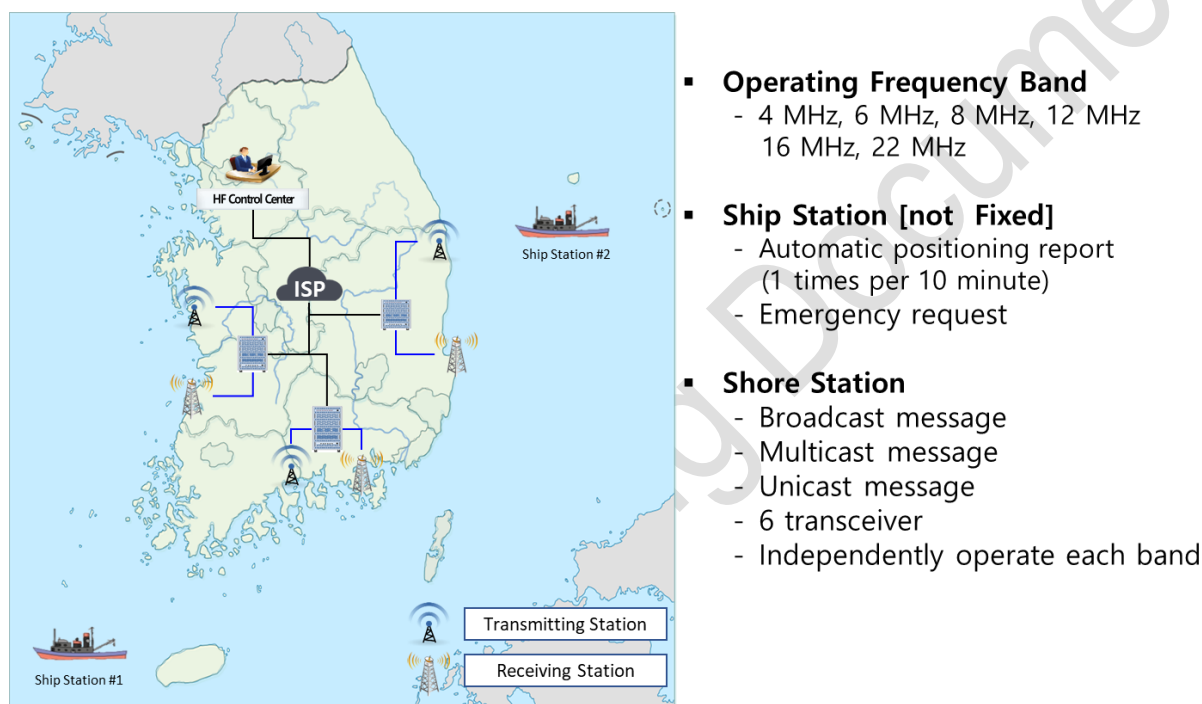 HF Control Center
ISP
Ship Station #2
Ship Station #1
Transmitting Station
Receiving Station
▪ Operating Frequency Band
- 4 MHz, 6 MHz, 8 MHz, 12 MHz
16 MHz, 22 MHz
▪ Ship Station [not Fixed]
- Automatic positioning report
(1 times per 10 minute)
- Emergency request
▪ Shore Station
- Broadcast message
- Multicast message
- Unicast message
- 6 transceiver
- Independently operate each band
ng Docume